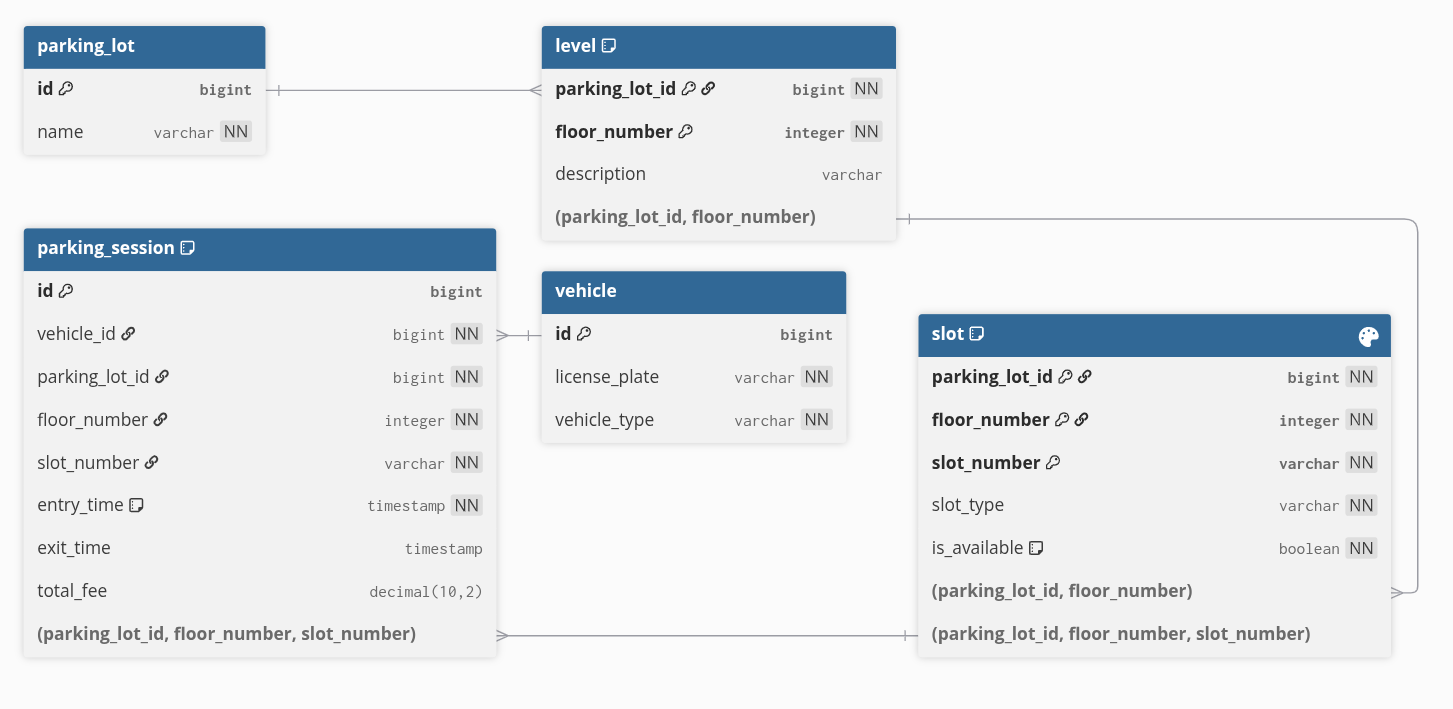 parking_lot
id bigint
name varchar NN
level
parking_lot_id bigint NN
floor_number integer NN
description varchar
(parking_lot_id, floor_number)
parking_session
id bigint
vehicle_id bigint NN
parking_lot_id bigint NN
floor_number integer NN
slot_number varchar NN
entry_time timestamp NN
exit_time timestamp
total_fee decimal(10,2)
(parking_lot_id, floor_number, slot_number)
vehicle
id bigint
license_plate varchar NN
vehicle_type varchar NN
slot
parking_lot_id bigint NN
floor_number integer NN
slot_number varchar NN
slot_type varchar NN
is_available boolean NN
(parking_lot_id, floor_number)
(parking_lot_id, floor_number, slot_number)